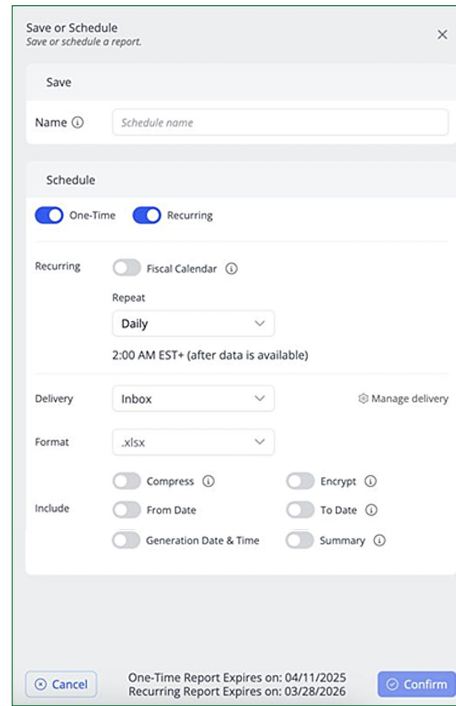 Save or Schedule
Save or schedule a report.
Save
Name
Schedule name
Schedule
One-Time Recurring
Recurring Fiscal Calendar
Repeat
Daily
2:00 AM EST+ (after data is available)
Delivery Inbox Manage delivery
Format .xlsx
Compress Encrypt
Include From Date To Date
Generation Date & Time Summary
Cancel
One-Time Report Expires on: 04/11/2025
Recurring Report Expires on: 03/28/2026
Confirm